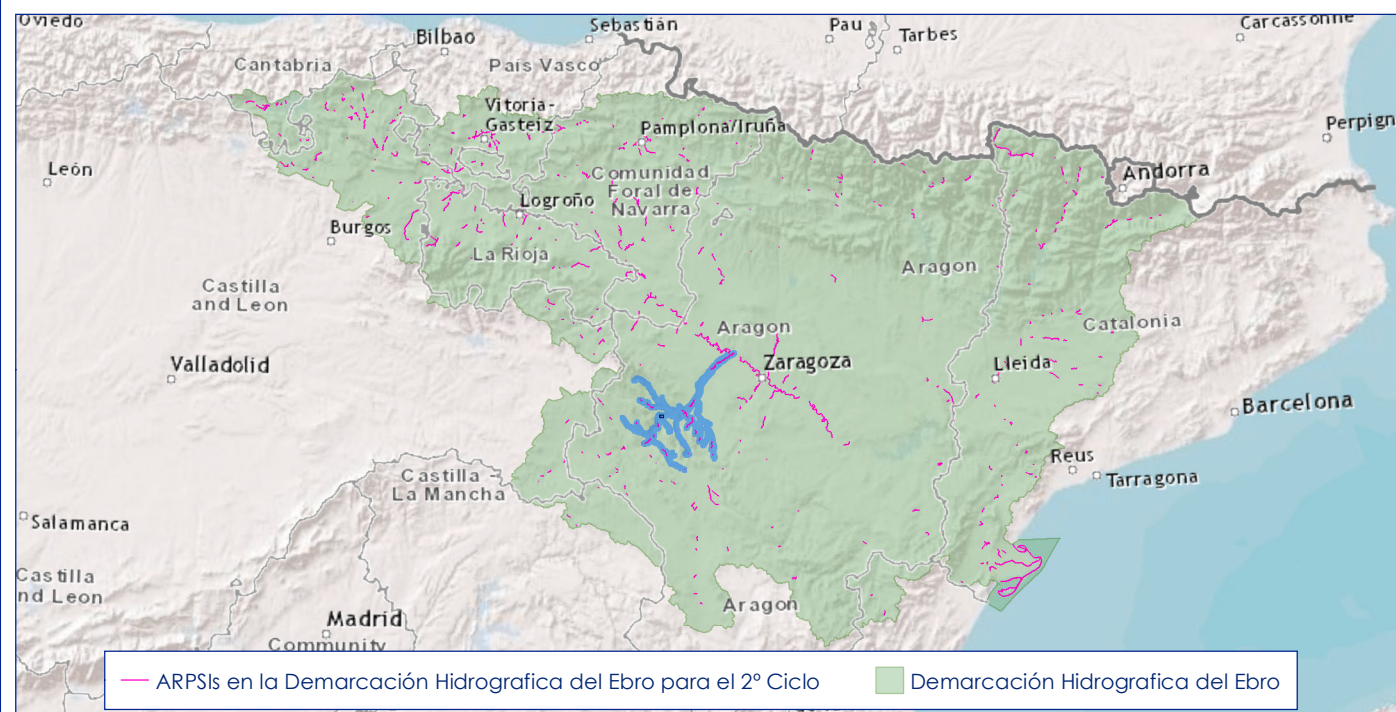 Oviedo
Bilbao
Sebastián
Pau
Tarbes
Carcassonne
Cantabria
País Vasco
Vitoria-
Gasteiz
Pamplona/Iruña
Perpign
León
Comunidad
Foral de
Navarra
Andorra
Logroño
Burgos
La Rioja
Aragon
Castilla
and Leon
Aragon
Catalonia
Valladolid
Zaragoza
Lleida
Barcelona
Castilla
La Mancha
Reus
Tarragona
Salamanca
Castilla
nd Leon
Aragon
Madrid
Community
ARPSIs en la Demarcación Hidrografica del Ebro para el 2º Ciclo
Demarcación Hidrografica del Ebro